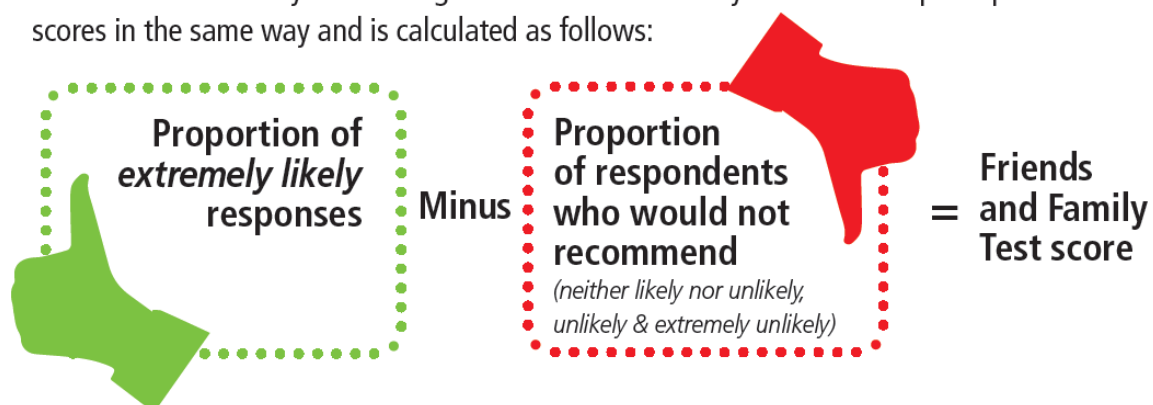 scores in the same way and is calculated as follows:
Proportion of
extremely likely
responses
Minus
Proportion
of respondents
who would not
recommend
(neither likely nor unlikely,
unlikely & extremely unlikely)
=
Friends
and Family
Test score